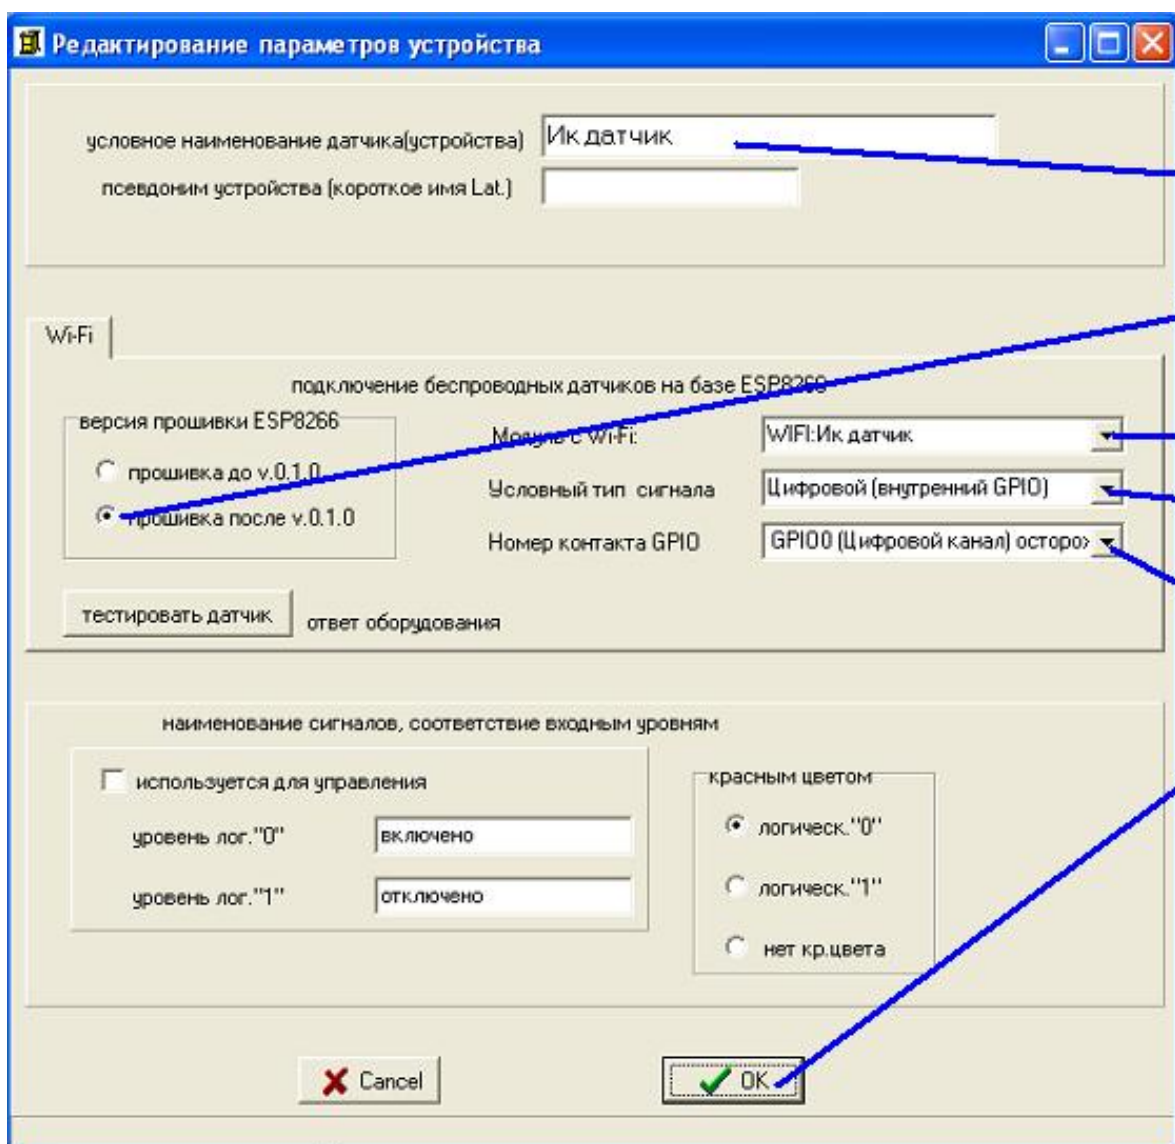 Редактирование параметров устройства
условное наименование датчика(устройства) Ик датчик
псевдоним устройства (короткое имя Lat.)
Wi-Fi
подключение беспроводных датчиков на базе ESP8266
версия прошивки ESP8266
прошивка до v.0.1.0
прошивка после v.0.1.0
Модуль с Wi-Fi: WIFI:Ик датчик
Условный тип сигнала Цифровой (внутренний GPIO)
Номер контакта GPIO GPIO0 (Цифровой канал) осторож
тестировать датчик ответ оборудования
наименование сигналов, соответствие входным уровням
используется для управления
уровень лог."0" включено
уровень лог."1" отключено
красным цветом
логическ."0"
логическ."1"
нет кр.цвета
Cancel OK